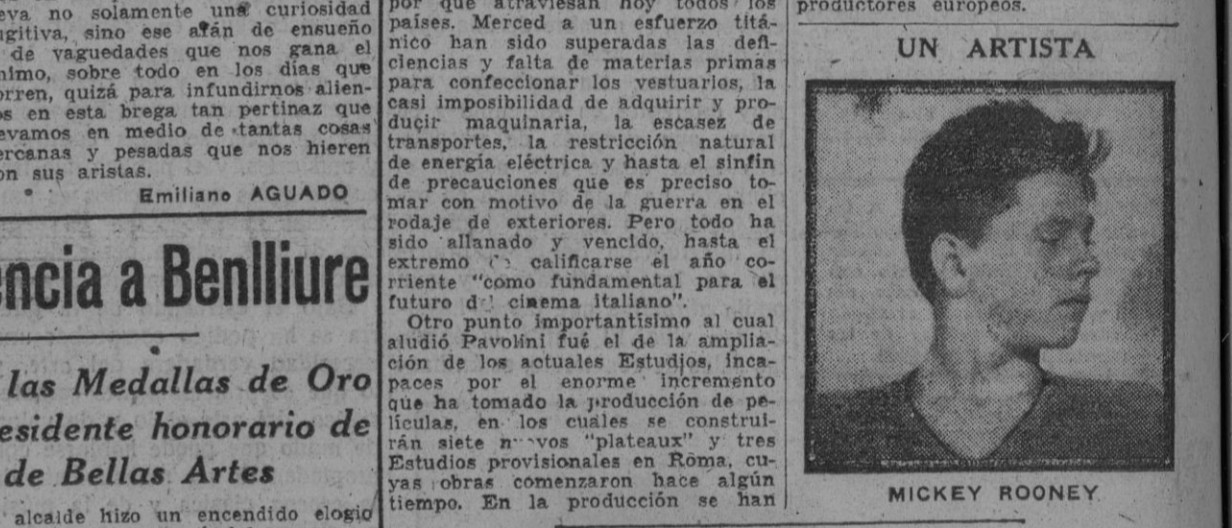 eva no solamente una curiosidad
ugitiva, sino ese afán de ensueño
de vaguedades que nos gana el
nimo, sobre todo en los días que
orren, quizá para infundirnos alien-
os en esta brega tan pertinaz que
evamos en medio de tantas cosas
ercanas y pesadas que nos hieren
on sus aristas.
Emiliano AGUADO
encia a Benlliure
las Medallas de Oro
esidente honorario de
de Bellas Artes
alcalde hizo un encendido elogio
por que atraviesan hoy todos los
países. Merced a un esfuerzo titá-
nico han sido superadas las defi-
ciencias y falta de materias primas
para confeccionar los vestuarios, la
casi imposibilidad de adquirir y pro-
duçir maquinaria, la escasez de
transportes, la restricción natural
de energía eléctrica y hasta el sinfín
de precauciones que es preciso to-
mar con motivo de la guerra en el
rodaje de exteriores. Pero todo ha
sido allanado y vencido, hasta el
extremo calificarse el año co-
rriente "como fundamental para el
futuro d l cinema italiano".
Otro punto importantísimo al cual
aludió Pavolini fué el de la amplia-
ción de los actuales Estudios, inca-
paces por el enorme incremento
que ha tomado la producción de pe-
lículas, en los cuales se construi-
rán siete n vos "plateaux" y tres
Estudios provisionales en Roma, cu-
yas obras comenzaron hace algún
tiempo. En la producción se han
productores europeos.
UN ARTISTA
MICKEY ROONEY